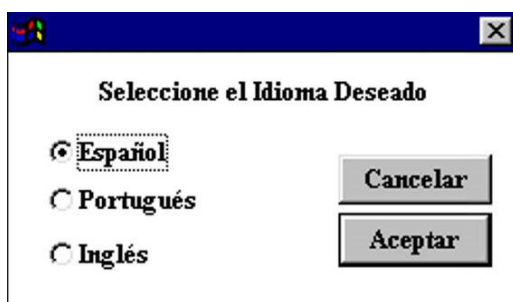 Seleccione el Idioma Deseado
Español
Portugués
Inglés
Cancelar
Aceptar